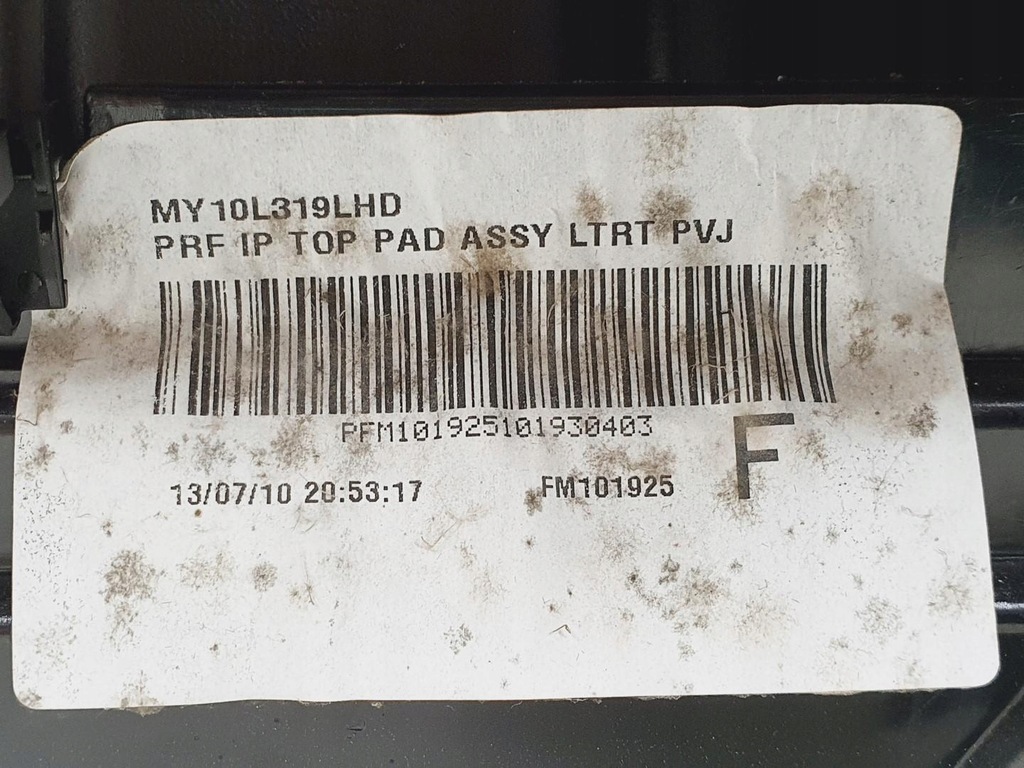 MY10L319LHD
PRF IP TOP PAD ASSY LTRT PVJ
PFM101925101930403
F
13/07/10 20:53:17
FM101925